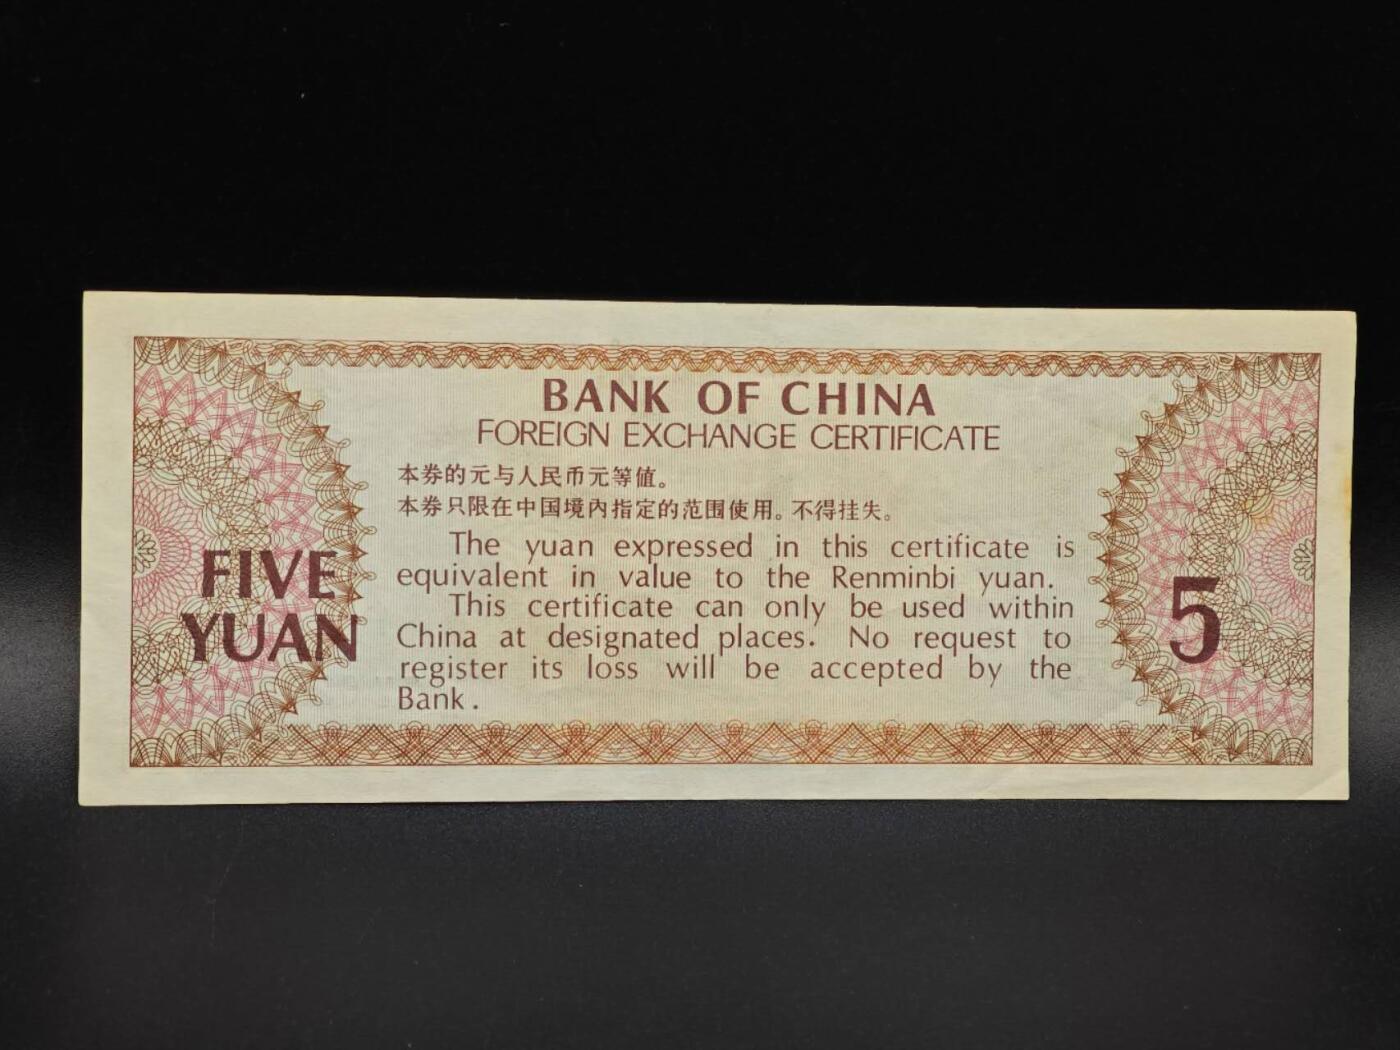 BANK OF CHINA
FOREIGN EXCHANGE CERTIFICATE
本券的元与人民币元等值。
本券只限在中国境内指定的范围使用。不得挂失。
The yuan expressed in this certificate is
equivalent in value to the Renminbi yuan.
This certificate can only be used within
China at designated places. No request to
register its loss will be accepted by the
Bank.
FIVE
YUAN
5